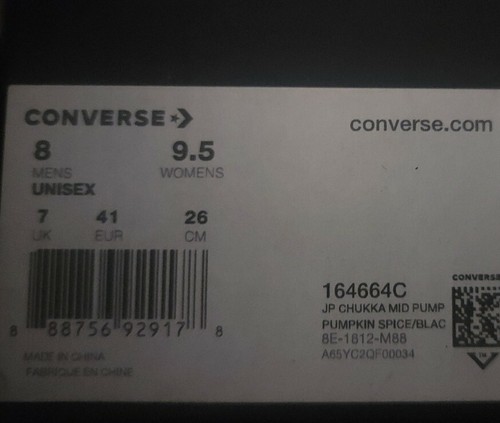 CONVERSE
converse.com
8 9.5
MENS WOMENS
UNISEX
7 41 26
UK EUR CM
8 88756 92917 8
MADE IN CHINA
FABRIQUE EN CHINE
CONVERSE
164664C
JP CHUKKA MID PUMP
PUMPKIN SPICE/BLAC
8E-1812-M88
A65YC2QF00034